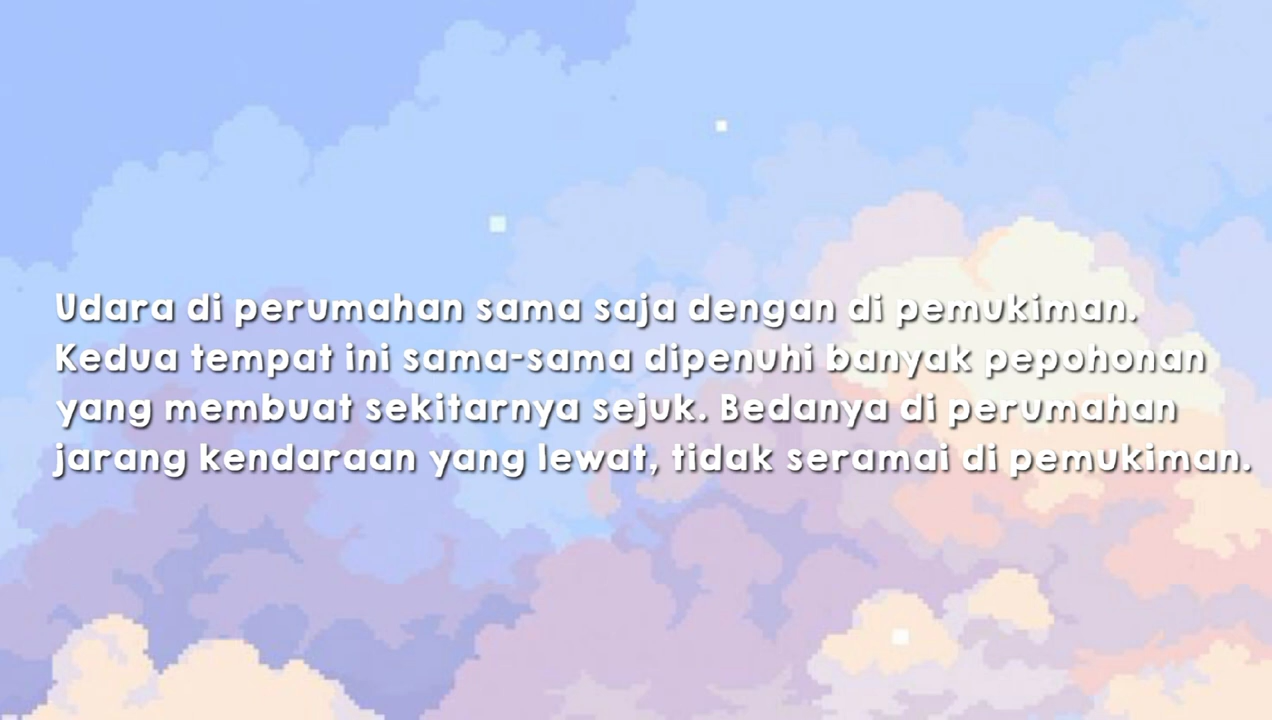 Udara di perumahan sama saja dengan di pemukiman.
Kedua tempat ini sama-sama dipenuhi banyak pepohonan
yang membuat sekitarnya sejuk. Bedanya di perumahan
jarang kendaraan yang lewat, tidak seramai di pemukiman.